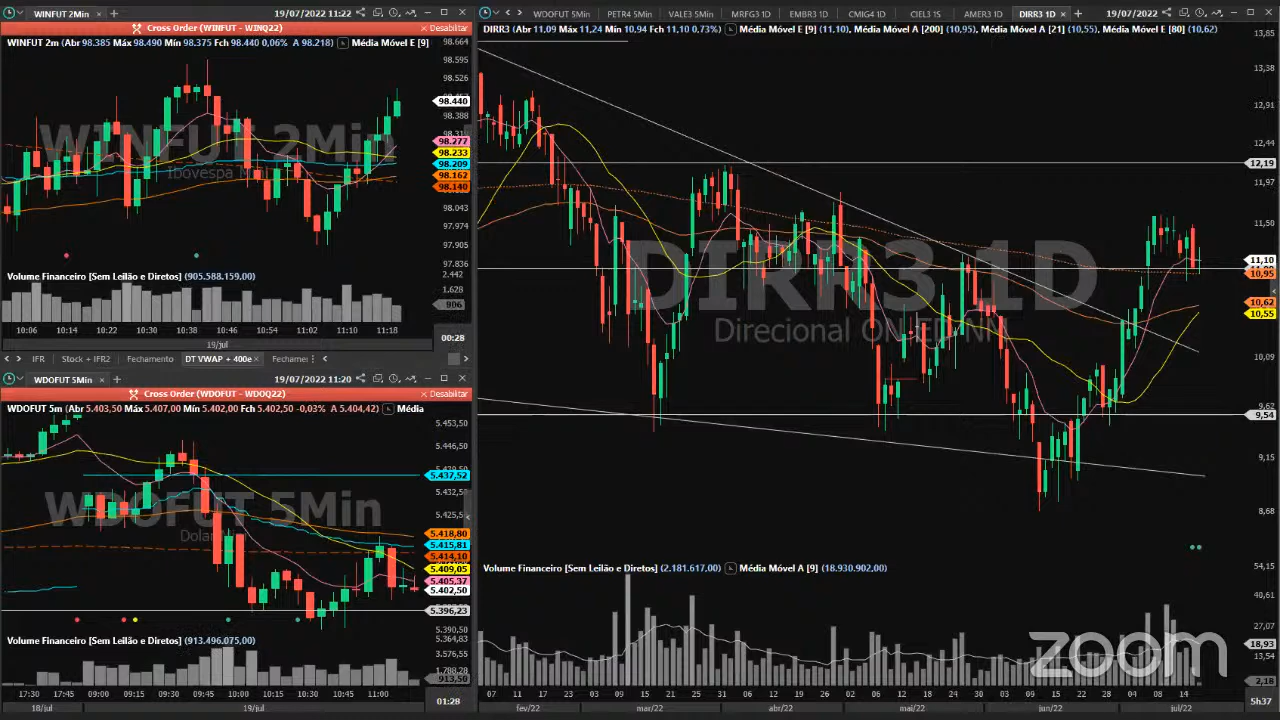 WINFUT 2Min
19/07/2022 11:22
Cross Order (WINFUT - WINQ22)
Desabilitar
WINFUT 2m (Abr 98.385 Máx 98.490 Mín 98.375 Fch 98.440 0,06% A 98.218) Média Móvel E [9]
98.664
98.595
98.526
98.440
98.388
98.313
98.277
98.233
98.209
98.162
98.140
98.043
97.974
97.905
97.836
WINFUT 2Min
Volume Financeiro [Sem Leilão e Diretos] (905.588.159,00)
2.442
1.628
906
10:06 10:14 10:22 10:30 10:38 10:46 10:54 11:02 11:10 11:18
00:28
19/jul
IFR Stock + IFR2 Fechamento DT VWAP + 400e
WDOFUT 5Min
19/07/2022 11:20
Cross Order (WDOFUT - WDOQ22)
Desabilitar
WDOFUT 5m (Abr 5.403,50 Máx 5.407,00 Mín 5.402,00 Fch 5.402,50 -0,03% A 5.404,42) Média
5.453,50
5.446,50
5.437,52
5.432,50
5.425,50
5.418,80
5.415,81
5.414,10
5.409,05
5.405,37
5.402,50
5.396,23
5.390,50
5.364,83
WDOFUT 5Min
Volume Financeiro [Sem Leilão e Diretos] (913.496.075,00)
3.576,55
1.788,28
913,50
17:30 17:45 09:00 09:15 09:30 09:45 10:00 10:15 10:30 10:45 11:00
01:28
18/jul 19/jul
WDOFUT 5Min PETR4 5Min VALE3 5Min MRFG3 1D EMBR3 1D CMIG4 1D CIEL3 1S AMER3 1D DIRR3 1D
19/07/2022
DIRR3 (Abr 11,09 Máx 11,24 Mín 10,94 Fch 11,10 0,73%) Média Móvel E [9] (11,10), Média Móvel A [200] (10,95), Média Móvel A [21] (10,55), Média Móvel E [80] (10,62)
13,85
13,38
12,91
12,44
12,19
11,97
11,50
11,10
10,95
10,62
10,55
10,09
9,62
9,54
9,15
8,68
DIRR3 1D
Volume Financeiro [Sem Leilão e Diretos] (2.181.617,00) Média Móvel A [9] (18.930.902,00)
54,15
40,61
27,07
18,93
13,54
2,18
zoom
07 11 17 23 03 09 15 21 25 31 06 12 19 26 02 06 12 18 24 30 03 09 15 22 28 04 08 14
5h37
fev/22 mar/22 abr/22 mai/22 jun/22 jul/22